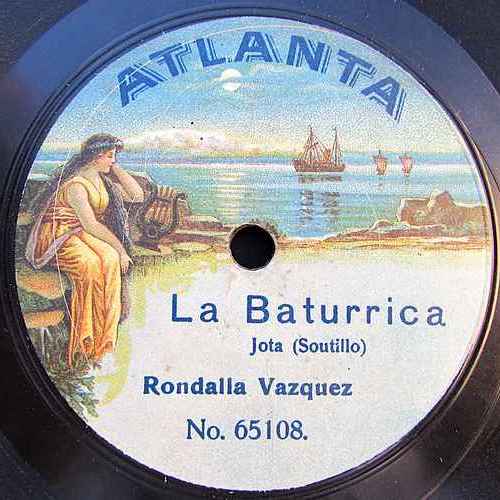 ATLANTA
La Baturrica
Jota (Soutillo)
Rondalla Vazquez
No. 65108.